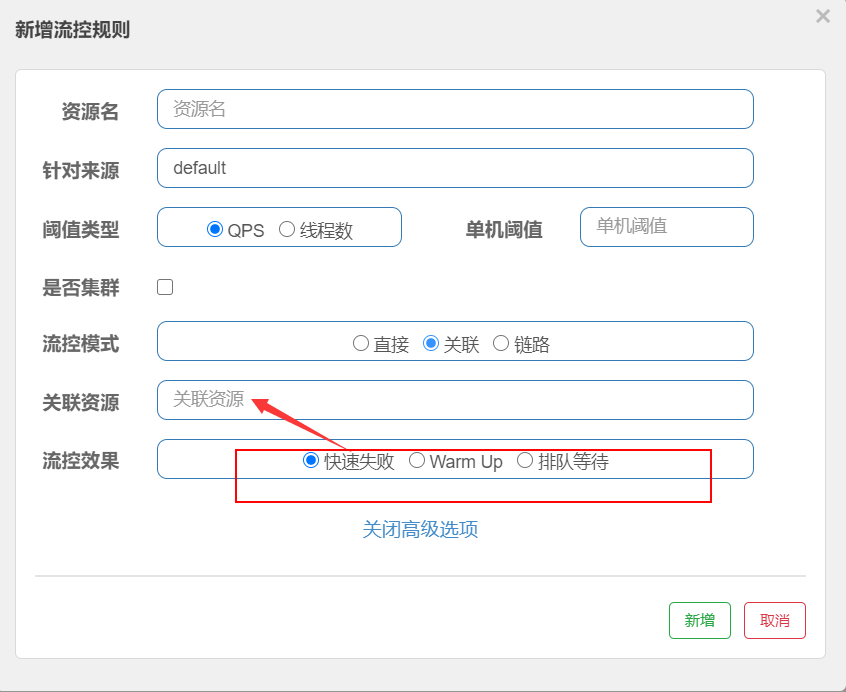 新增流控规则
×
资源名 资源名
针对来源 default
阈值类型 QPS 线程数 单机阈值 单机阈值
是否集群
流控模式 直接 关联 链路
关联资源 关联资源
流控效果 快速失败 Warm Up 排队等待
关闭高级选项
新增 取消